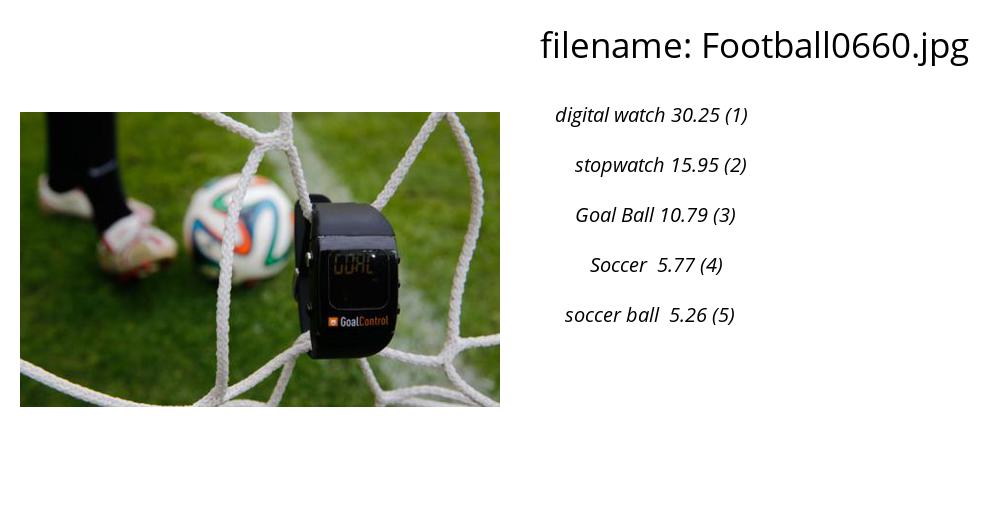 filename: Football0660.jpg
digital watch 30.25 (1)
stopwatch 15.95 (2)
Goal Ball 10.79 (3)
Soccer 5.77 (4)
soccer ball 5.26 (5)
GOAL
GoalControl